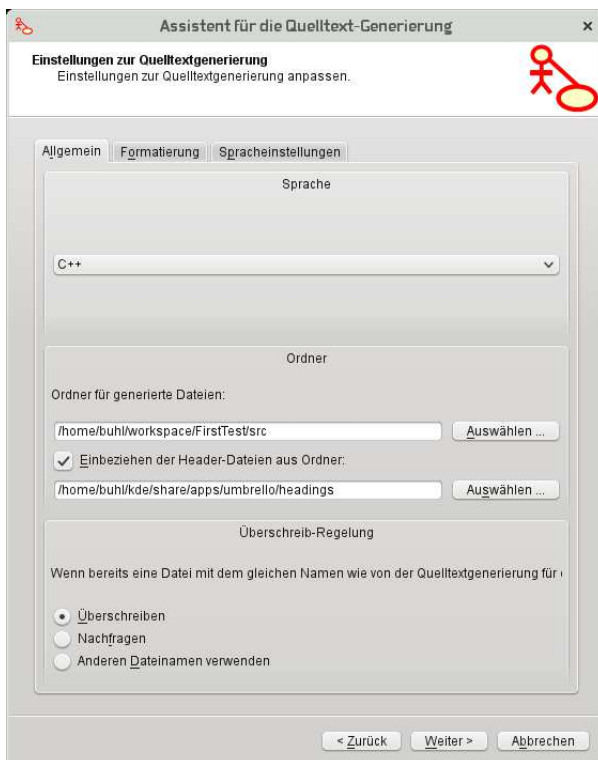 Assistent für die Quelltext-Generierung
Einstellungen zur Quelltextgenerierung
Einstellungen zur Quelltextgenerierung anpassen.
Allgemein Formatierung Spracheinstellungen
Sprache
C++
Ordner
Ordner für generierte Dateien:
/home/buhl/workspace/FirstTest/src Auswählen ...
Einbeziehen der Header-Dateien aus Ordner:
/home/buhl/kde/share/apps/umbrello/headings Auswählen ...
Überschreib-Regelung
Wenn bereits eine Datei mit dem gleichen Namen wie von der Quelltextgenerierung für
Überschreiben
Nachfragen
Anderen Dateinamen verwenden
< Zurück Weiter > Abbrechen